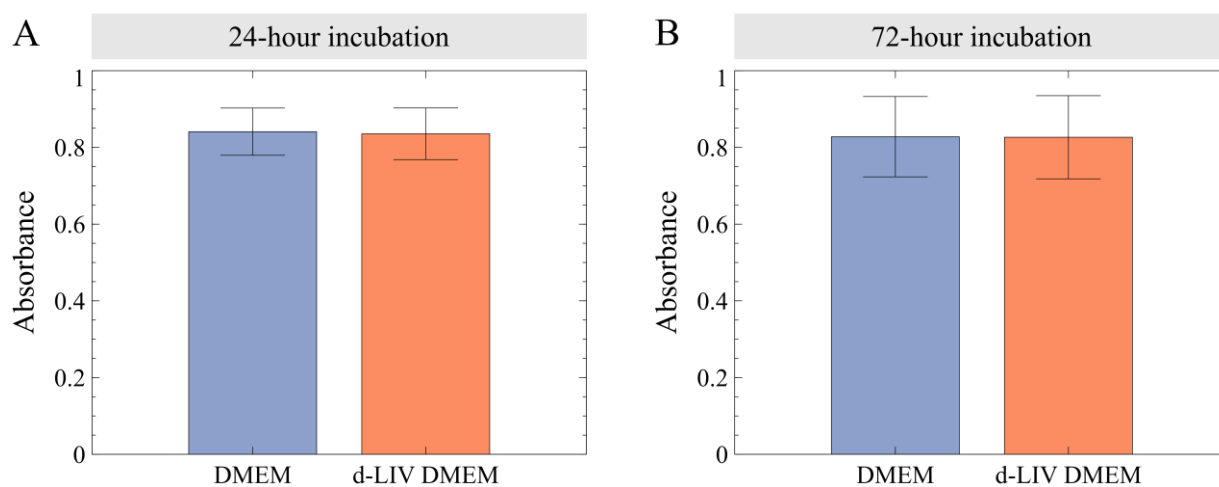 A
24-hour incubation
Absorbance
1
0.8
0.6
0.4
0.2
0
DMEM
d-LIV DMEM
B
72-hour incubation
Absorbance
1
0.8
0.6
0.4
0.2
0
DMEM
d-LIV DMEM